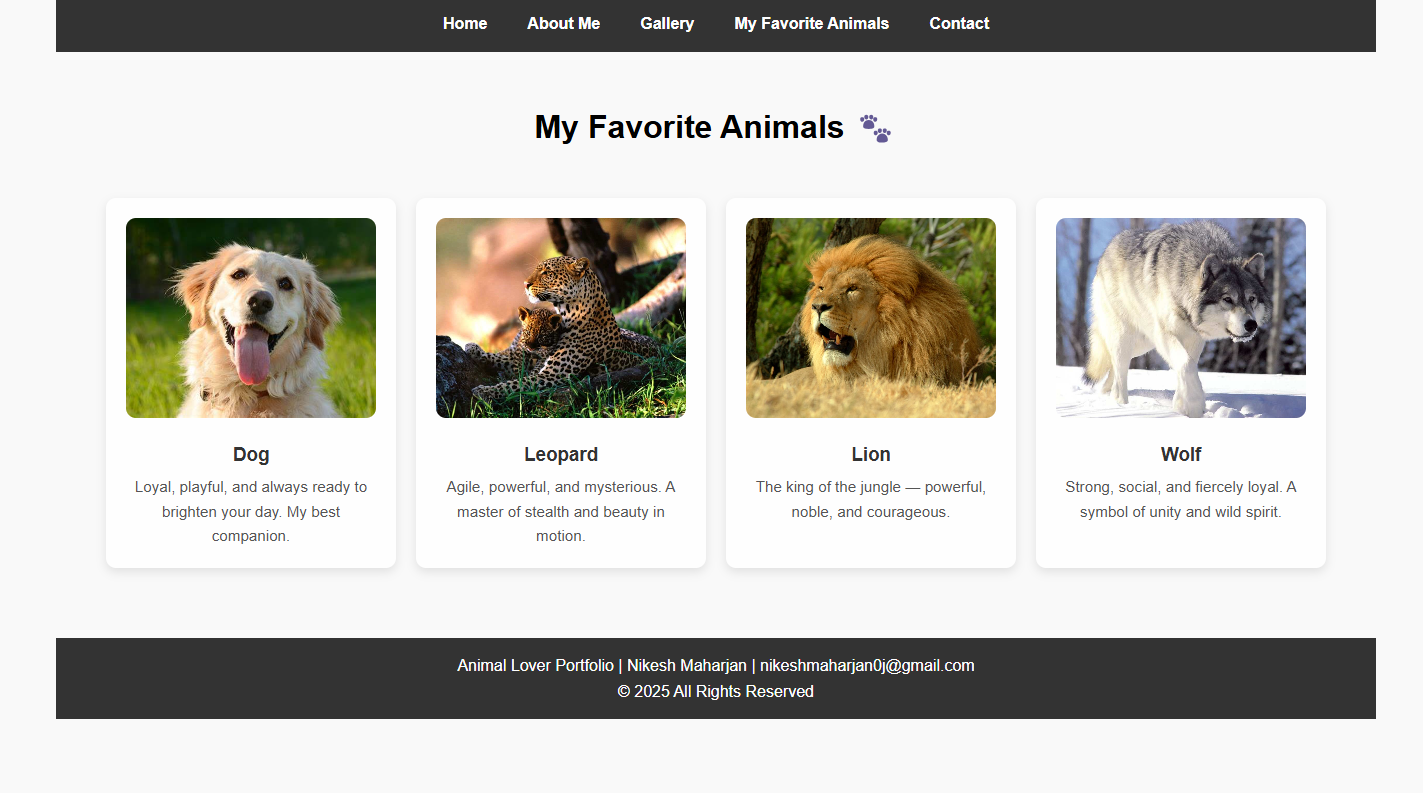 Home About Me Gallery My Favorite Animals Contact
My Favorite Animals 🐾
Dog
Loyal, playful, and always ready to
brighten your day. My best
companion.
Leopard
Agile, powerful, and mysterious. A
master of stealth and beauty in
motion.
Lion
The king of the jungle — powerful,
noble, and courageous.
Wolf
Strong, social, and fiercely loyal. A
symbol of unity and wild spirit.
Animal Lover Portfolio | Nikesh Maharjan | nikeshmaharjan0j@gmail.com
© 2025 All Rights Reserved